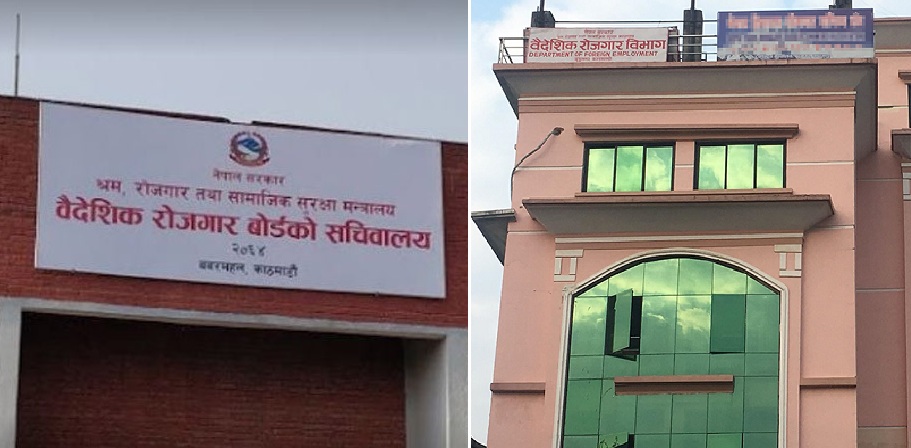 नेपाल सरकार
श्रम, रोजगार तथा सामाजिक सुरक्षा मन्त्रालय
वैदेशिक रोजगार बोर्डको सचिवालय
२०६४
बबरमहल, काठमाडौं
वैदेशिक रोजगार विभाग
DEPARTMENT OF FOREIGN EMPLOYMENT